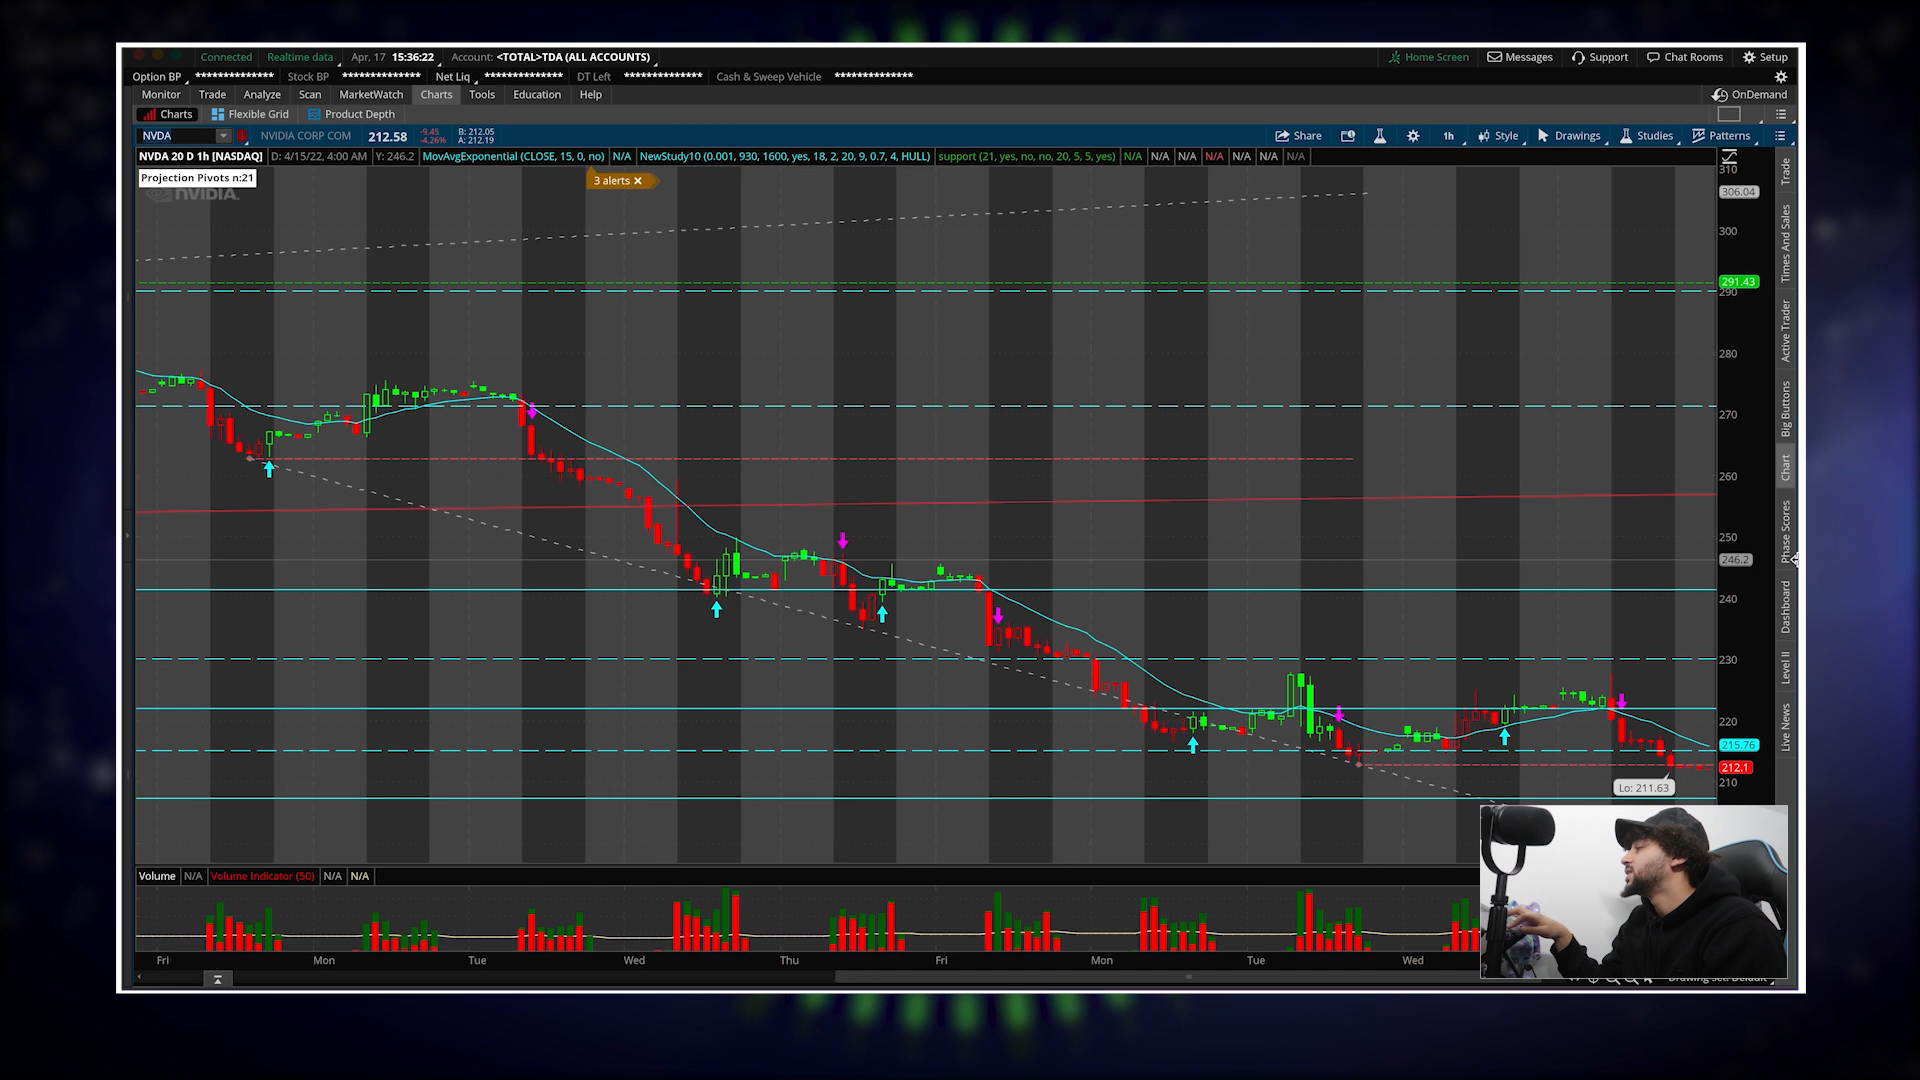 Connected Realtime data Apr, 17 15:36:22 Account: <TOTAL>TDA (ALL ACCOUNTS) Home Screen Messages Support Chat Rooms Setup
Option BP ************** Stock BP ************** Net Liq ************** DT Left ************** Cash & Sweep Vehicle **************
Monitor Trade Analyze Scan MarketWatch Charts Tools Education Help OnDemand
Charts Flexible Grid Product Depth
NVDA NVIDIA CORP COM 212.58 -9.45 -4.26% B: 212.05 A: 212.19 Share 1h Style Drawings Studies Patterns
NVDA 20 D 1h [NASDAQ] D: 4/15/22, 4:00 AM Y: 246.2 MovAvgExponential (CLOSE, 15, 0, no) N/A NewStudy10 (0.001, 930, 1600, yes, 18, 2, 20, 9, 0.7, 4, HULL) support (21, yes, no, no, 20, 5, 5, yes) N/A N/A N/A N/A N/A N/A N/A
Projection Pivots n:21
NVIDIA.
3 alerts x
310
306.04
300
291.43
290
280
270
260
250
246.2
240
230
220
215.76
212.1
210
Lo: 211.63
Trade
Times And Sales
Active Trader
Big Buttons
Chart
Phase Scores
Dashboard
Level II
Live News
Volume N/A Volume Indicator (50) N/A N/A
Fri Mon Tue Wed Thu Fri Mon Tue Wed
Drawing set: Default